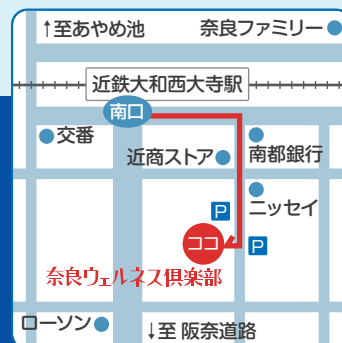 ↑至あやめ池
奈良ファミリー
近鉄大和西大寺駅
南口
交番
近商ストア
南都銀行
ニッセイ
P
ココ
P
奈良ウェルネス倶楽部
ローソン
↓至 阪奈道路